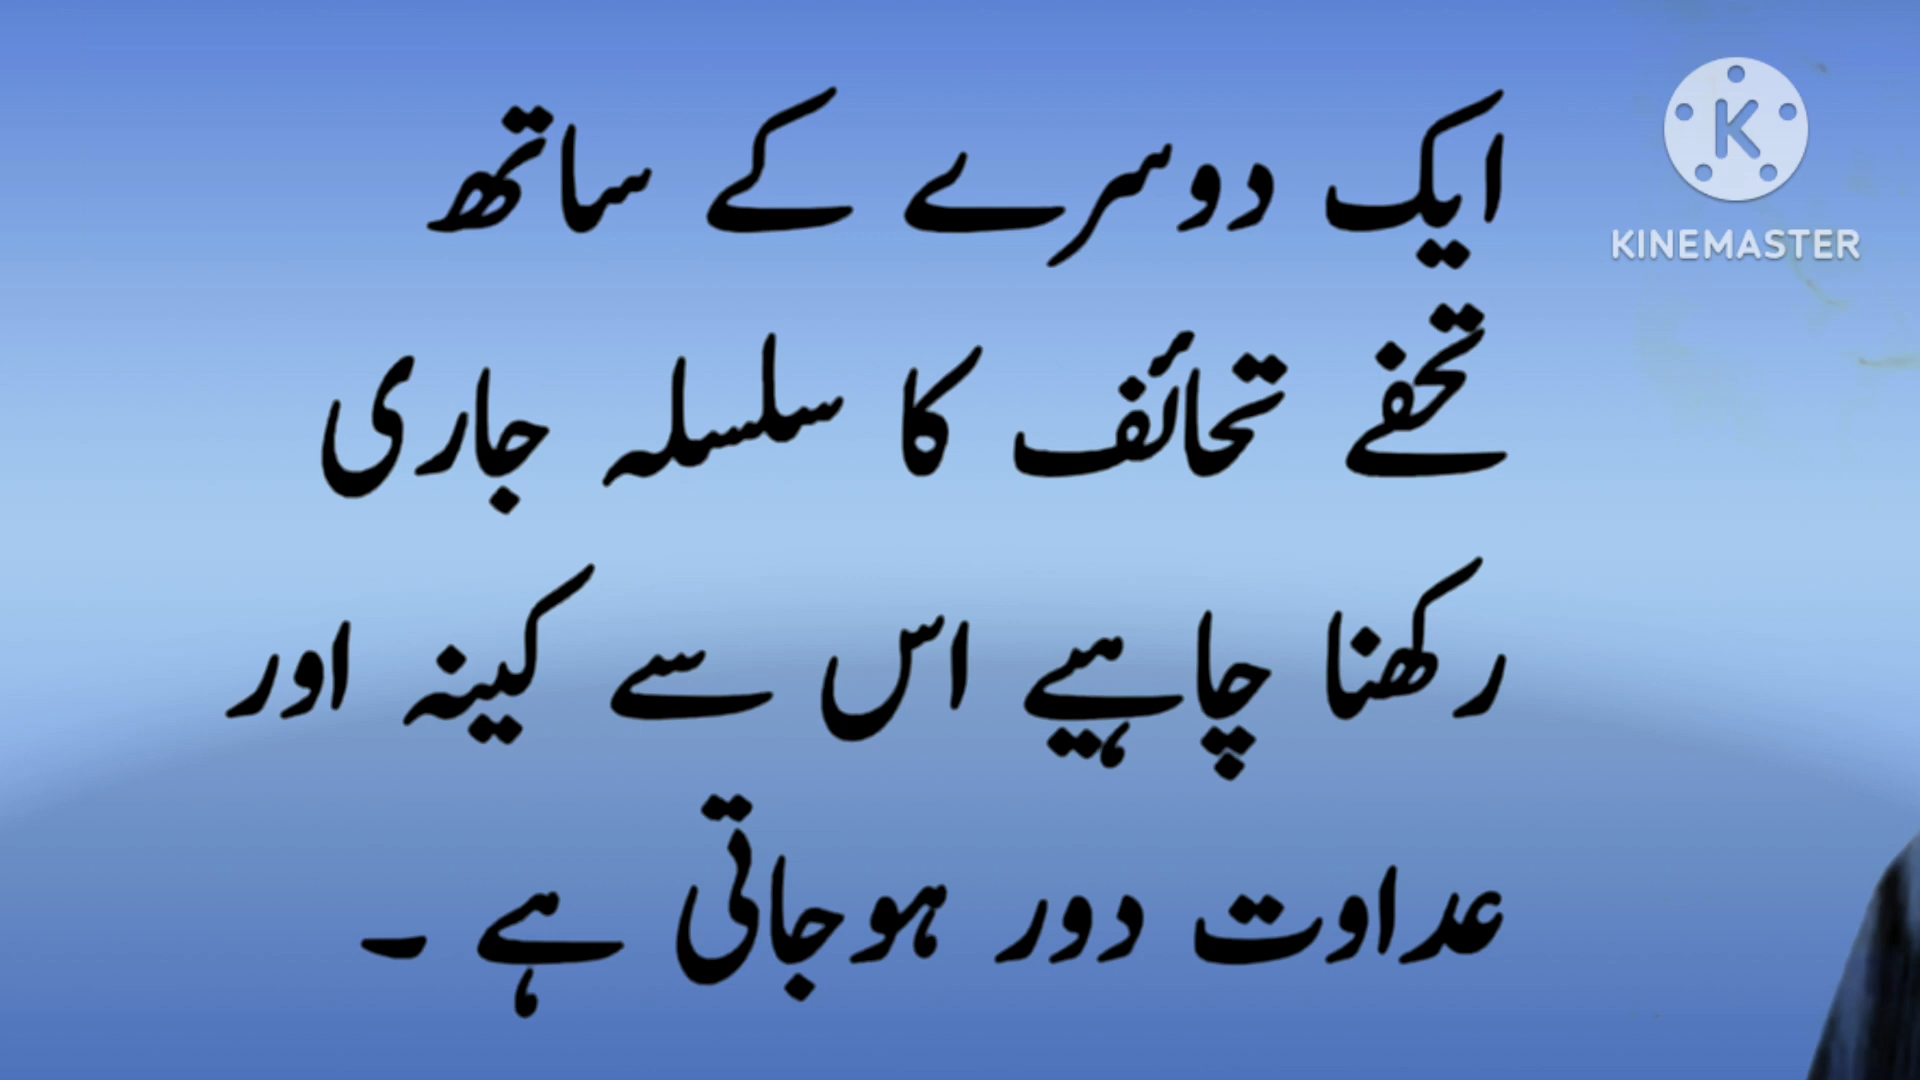 ایک دوسرے کے ساتھ
تحفے تحائف کا سلسلہ جاری
رکھنا چاہیے اس سے کینہ اور
عداوت دور ہوجاتی ہے ۔
KINEMASTER